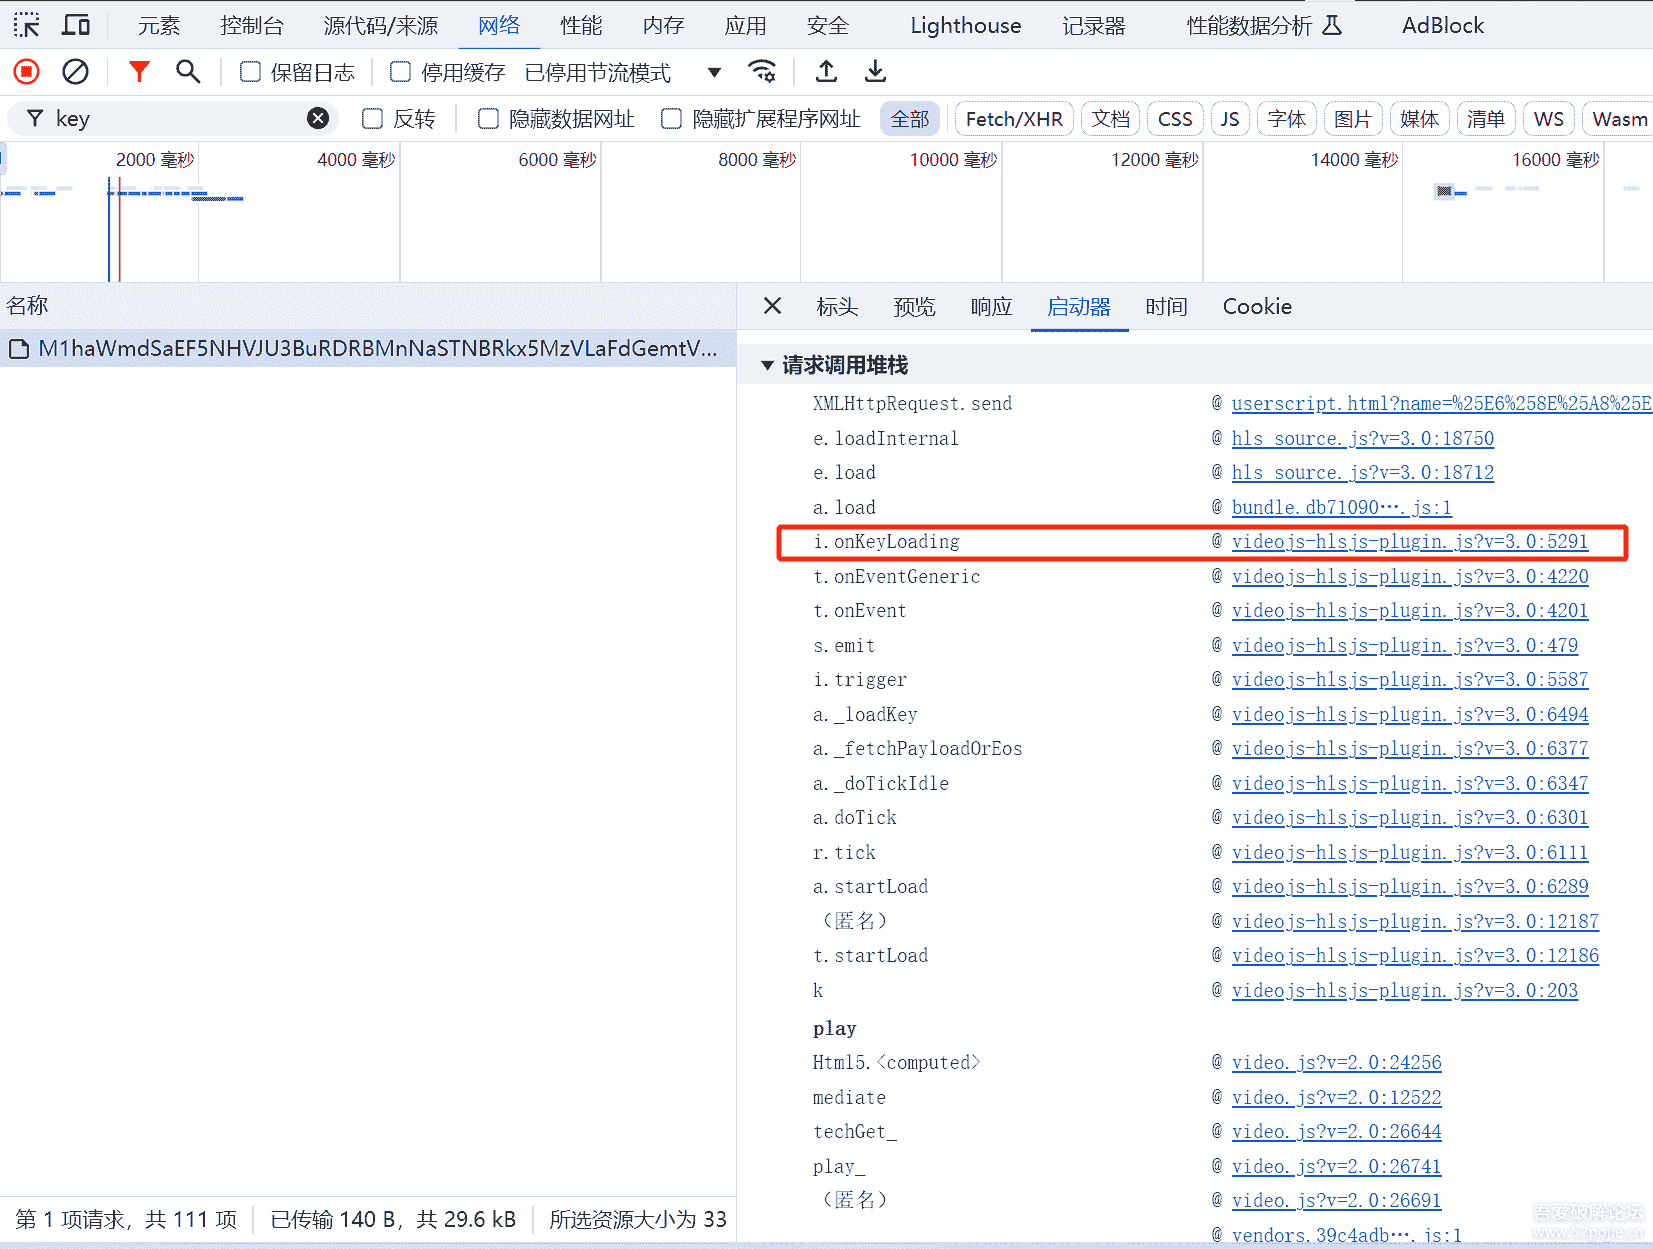 元素 控制台 源代码/来源 网络 性能 内存 应用 安全 Lighthouse 记录器 性能数据分析 AdBlock
保留日志 停用缓存 已停用节流模式
key 反转 隐藏数据网址 隐藏扩展程序网址 全部 Fetch/XHR 文档 CSS JS 字体 图片 媒体 清单 WS Wasm
2000 毫秒 4000 毫秒 6000 毫秒 8000 毫秒 10000 毫秒 12000 毫秒 14000 毫秒 16000 毫秒
名称 标头 预览 响应 启动器 时间 Cookie
M1haWmdSaEF5NHVJU3BuRDRBMnNaSTNBRkx5MzVLaFdGemtV...
请求调用堆栈
XMLHttpRequest.send @ userscript.html?name=%25E6%258E%25A8%25E
e.loadInternal @ hls_source.js?v=3.0:18750
e.load @ hls_source.js?v=3.0:18712
a.load @ bundle.db71090….js:1
i.onKeyLoading @ videojs-hlsjs-plugin.js?v=3.0:5291
t.onEventGeneric @ videojs-hlsjs-plugin.js?v=3.0:4220
t.onEvent @ videojs-hlsjs-plugin.js?v=3.0:4201
s.emit @ videojs-hlsjs-plugin.js?v=3.0:479
i.trigger @ videojs-hlsjs-plugin.js?v=3.0:5587
a._loadKey @ videojs-hlsjs-plugin.js?v=3.0:6494
a._fetchPayloadOrEos @ videojs-hlsjs-plugin.js?v=3.0:6377
a._doTickIdle @ videojs-hlsjs-plugin.js?v=3.0:6347
a.doTick @ videojs-hlsjs-plugin.js?v=3.0:6301
r.tick @ videojs-hlsjs-plugin.js?v=3.0:6111
a.startLoad @ videojs-hlsjs-plugin.js?v=3.0:6289
（匿名） @ videojs-hlsjs-plugin.js?v=3.0:12187
t.startLoad @ videojs-hlsjs-plugin.js?v=3.0:12186
k @ videojs-hlsjs-plugin.js?v=3.0:203
play
Html5.<computed> @ video.js?v=2.0:24256
mediate @ video.js?v=2.0:12522
techGet_ @ video.js?v=2.0:26644
play_ @ video.js?v=2.0:26741
（匿名） @ video.js?v=2.0:26691
@ vendors.39c4adb….js:1
第 1 项请求，共 111 项 已传输 140 B，共 29.6 kB 所选资源大小为 33
吾爱破解论坛
www.52pojie.cn